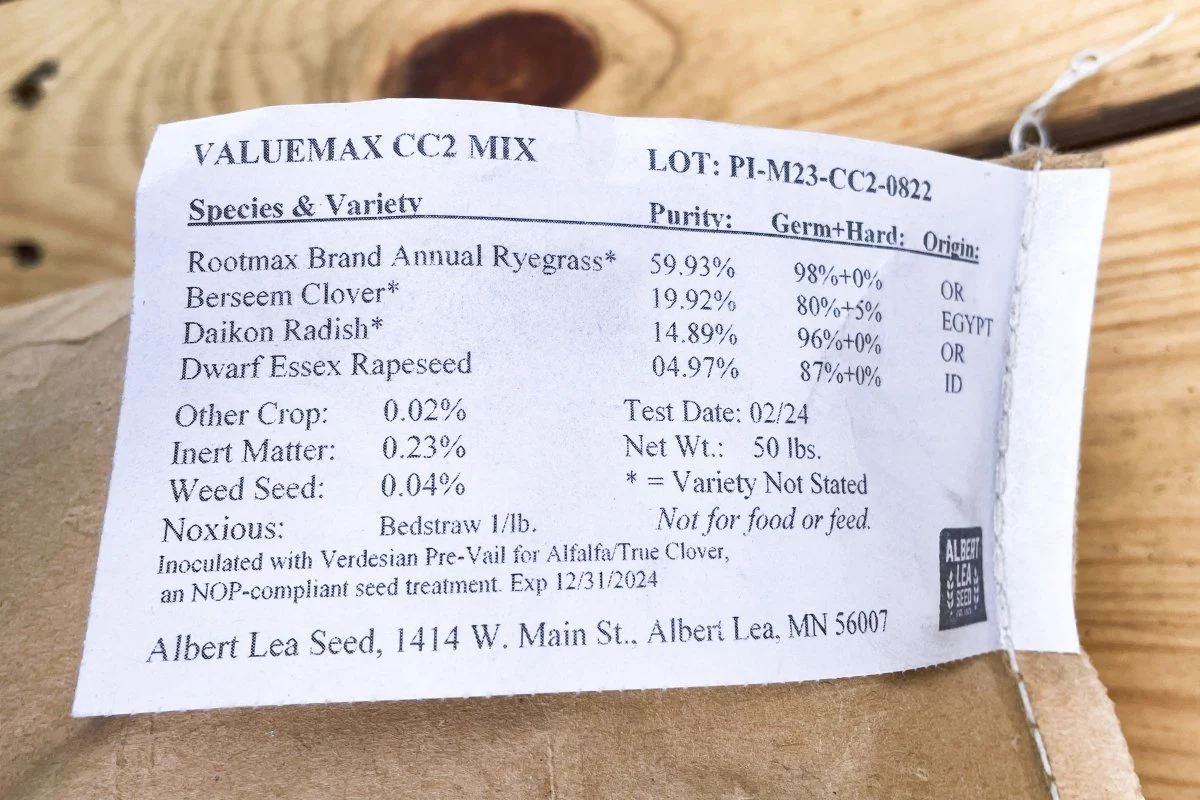 VALUEMAX CC2 MIX LOT: PI-M23-CC2-0822
Species & Variety Purity: Germ+Hard: Origin:
Rootmax Brand Annual Ryegrass* 59.93% 98%+0% OR
Berseem Clover* 19.92% 80%+5% EGYPT
Daikon Radish* 14.89% 96%+0% OR
Dwarf Essex Rapeseed 04.97% 87%+0% ID
Other Crop: 0.02% Test Date: 02/24
Inert Matter: 0.23% Net Wt.: 50 lbs.
Weed Seed: 0.04% * = Variety Not Stated
Noxious: Bedstraw 1/lb. Not for food or feed.
Inoculated with Verdesian Pre-Vail for Alfalfa/True Clover,
an NOP-compliant seed treatment. Exp 12/31/2024
Albert Lea Seed, 1414 W. Main St., Albert Lea, MN 56007
ALBERT
LEA
SEED